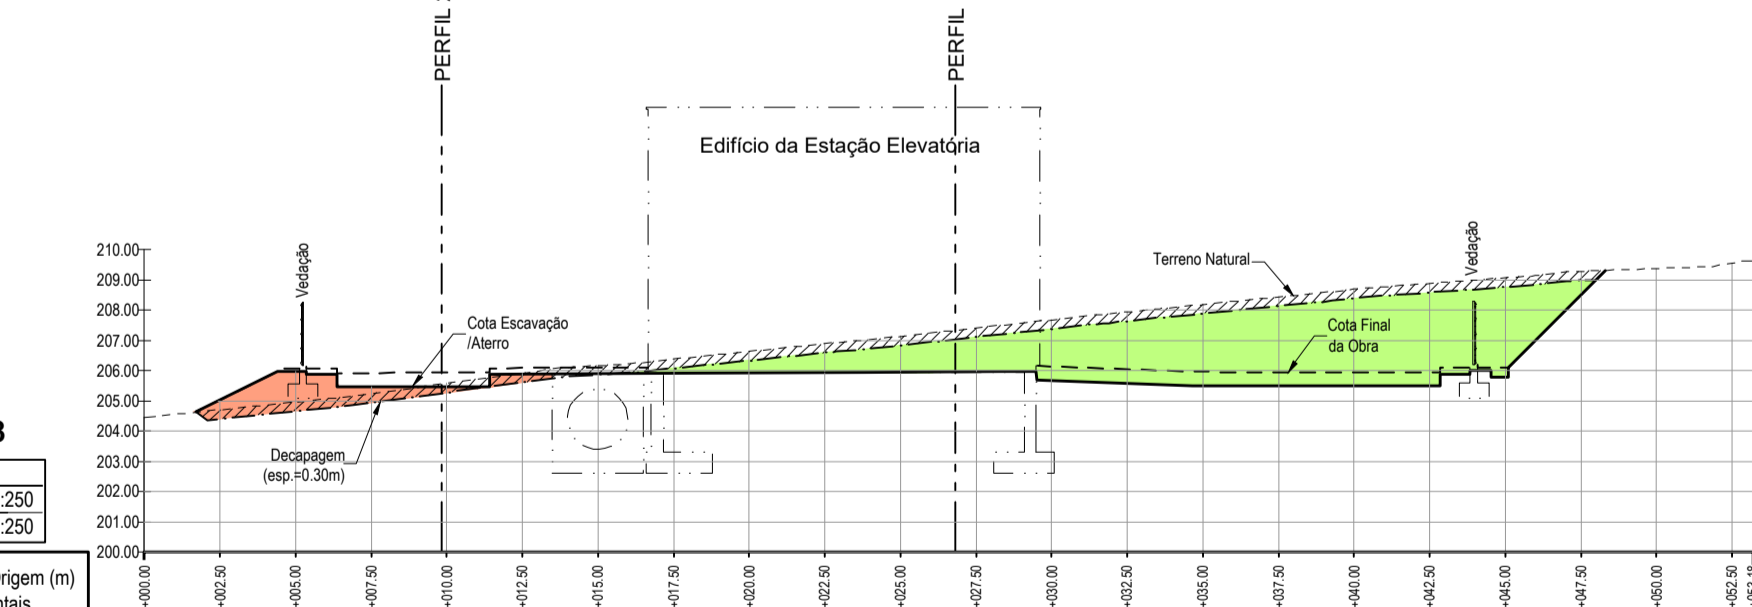 PERFIL
PERFIL
Edifício da Estação Elevatória
210.00
209.00
208.00
207.00
206.00
205.00
204.00
203.00
202.00
201.00
200.00
Vedação
Cota Escavação
/Aterro
Decapagem
(esp.=0.30m)
Terreno Natural
Cota Final
da Obra
Vedação
:250
:250
rigem (m)
+000.00
+002.50
+005.00
+007.50
+010.00
+012.50
+015.00
+017.50
+020.00
+022.50
+025.00
+027.50
+030.00
+032.50
+035.00
+037.50
+040.00
+042.50
+045.00
+047.50
+050.00
+052.50